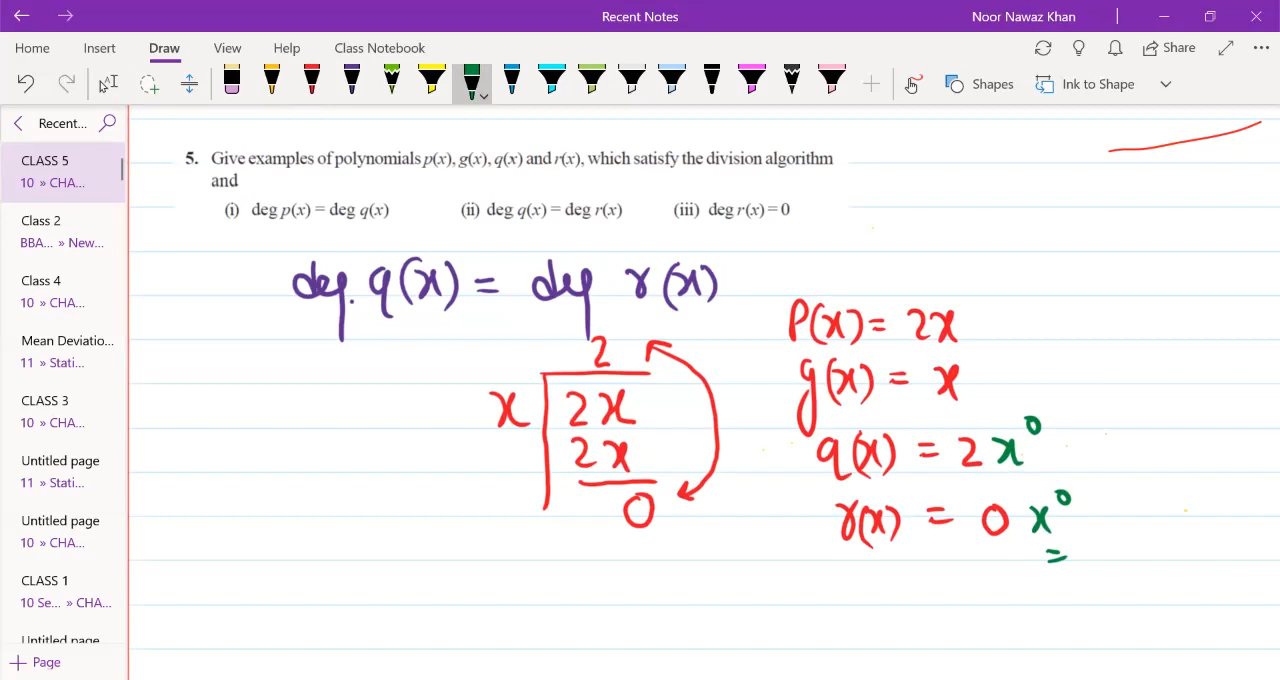 Recent Notes
Noor Nawaz Khan
Home Insert Draw View Help Class Notebook
Share
Shapes
Ink to Shape
Recent...
CLASS 5
10 » CHA...
Class 2
BBA... » New...
Class 4
10 » CHA...
Mean Deviatio...
11 » Stati...
CLASS 3
10 » CHA...
Untitled page
11 » Stati...
Untitled page
10 » CHA...
CLASS 1
10 Se... » CHA...
Untitled page
Page
5. Give examples of polynomials p(x), g(x), q(x) and r(x), which satisfy the division algorithm
and
(i) deg p(x) = deg q(x) (ii) deg q(x) = deg r(x) (iii) deg r(x) = 0
deg. q(x) = deg r(x)
2
x 2x
2x
0
P(x) = 2x
g(x) = x
q(x) = 2x⁰
r(x) = 0 x⁰
=